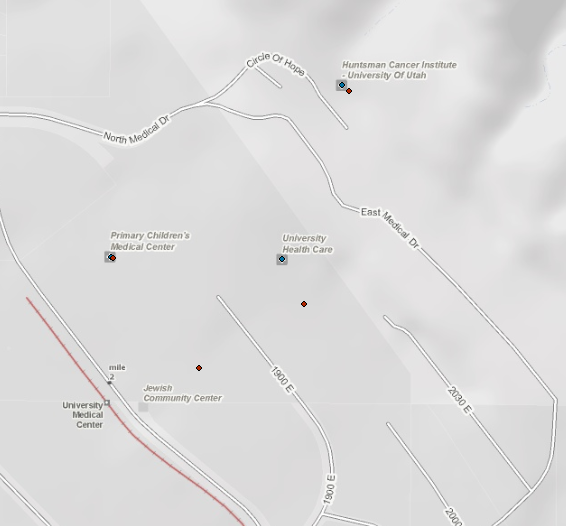 Circle Of Hope
Huntsman Cancer Institute
- University Of Utah
North Medical Dr
East Medical Dr
Primary Children's
Medical Center
University
Health Care
mile
2
1900 E
Jewish
Community Center
University
Medical
Center
2030 E
1900 E
2000